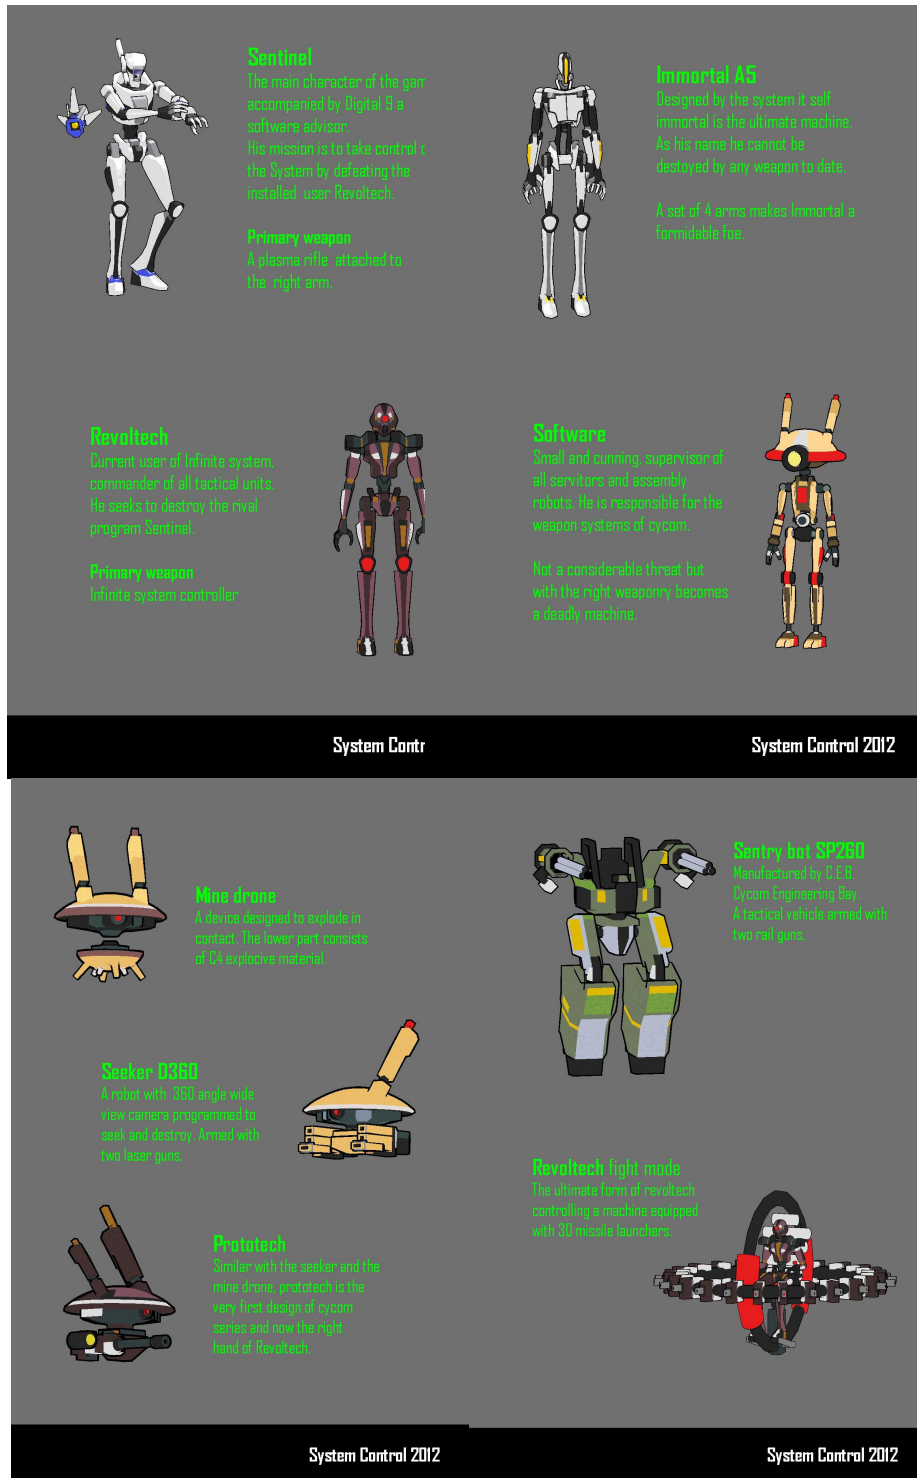 Sentinel
The main character of the gam
accompanied by Digital 9 a
software advisor.
His mission is to take control o
the System by defeating the
installed user Revoltech.
Primary weapon
A plasma rifle attached to
the right arm.
Immortal A5
Designed by the system it self
immortal is the ultimate machine.
As his name he cannot be
destoyed by any weapon to date.
A set of 4 arms makes Immortal a
formidable foe.
Revoltech
Current user of Infinite system,
commander of all tactical units.
He seeks to destroy the rival
program Sentinel.
Primary weapon
Infinite system controller
Software
Small and cunning, supervisor of
all servitors and assembly
robots. He is responsible for the
weapon systems of cycom.
Not a considerable threat but
with the right weaponry becomes
a deadly machine.
System Contr
System Control 2012
Mine drone
A device designed to explode in
contact. The lower part consists
of C4 explocive material.
Seeker D360
A robot with 360 angle wide
view camera programmed to
seek and destroy. Armed with
two laser guns.
Prototech
Similar with the seeker and the
mine drone, prototech is the
very first design of cycom
series and now the right
hand of Revoltech.
Sentry bot SP260
Manufactured by C.E.B.
Cycom Engineering Bay.
A tactical vehicle armed with
two rail guns.
Revoltech fight mode
The ultimate form of revoltech
controlling a machine equipped
with 30 missile launchers.
System Control 2012
System Control 2012